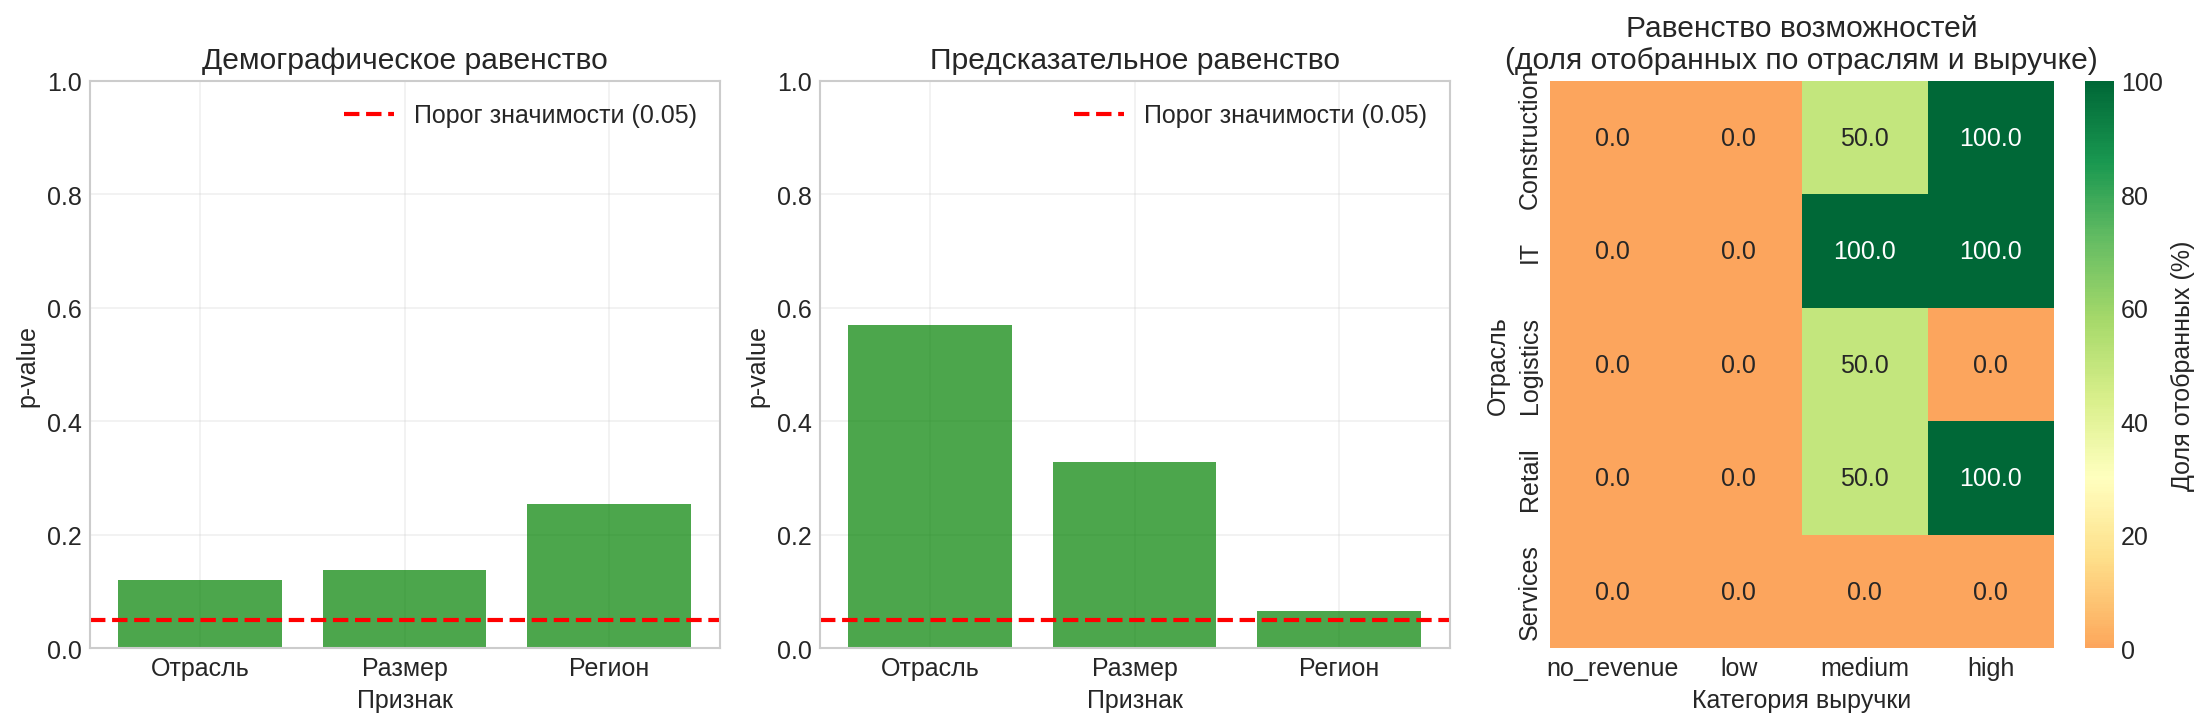 Демографическое равенство
1.0
0.8
0.6
0.4
0.2
0.0
p-value
Порог значимости (0.05)
Отрасль Размер Регион
Признак
Предсказательное равенство
1.0
0.8
0.6
0.4
0.2
0.0
p-value
Порог значимости (0.05)
Отрасль Размер Регион
Признак
Равенство возможностей
(доля отобранных по отраслям и выручке)
Отрасль
Construction 0.0 0.0 50.0 100.0
IT 0.0 0.0 100.0 100.0
Logistics 0.0 0.0 50.0 0.0
Retail 0.0 0.0 50.0 100.0
Services 0.0 0.0 0.0 0.0
no_revenue low medium high
Категория выручки
100
80
60
40
20
0
Доля отобранных (%)